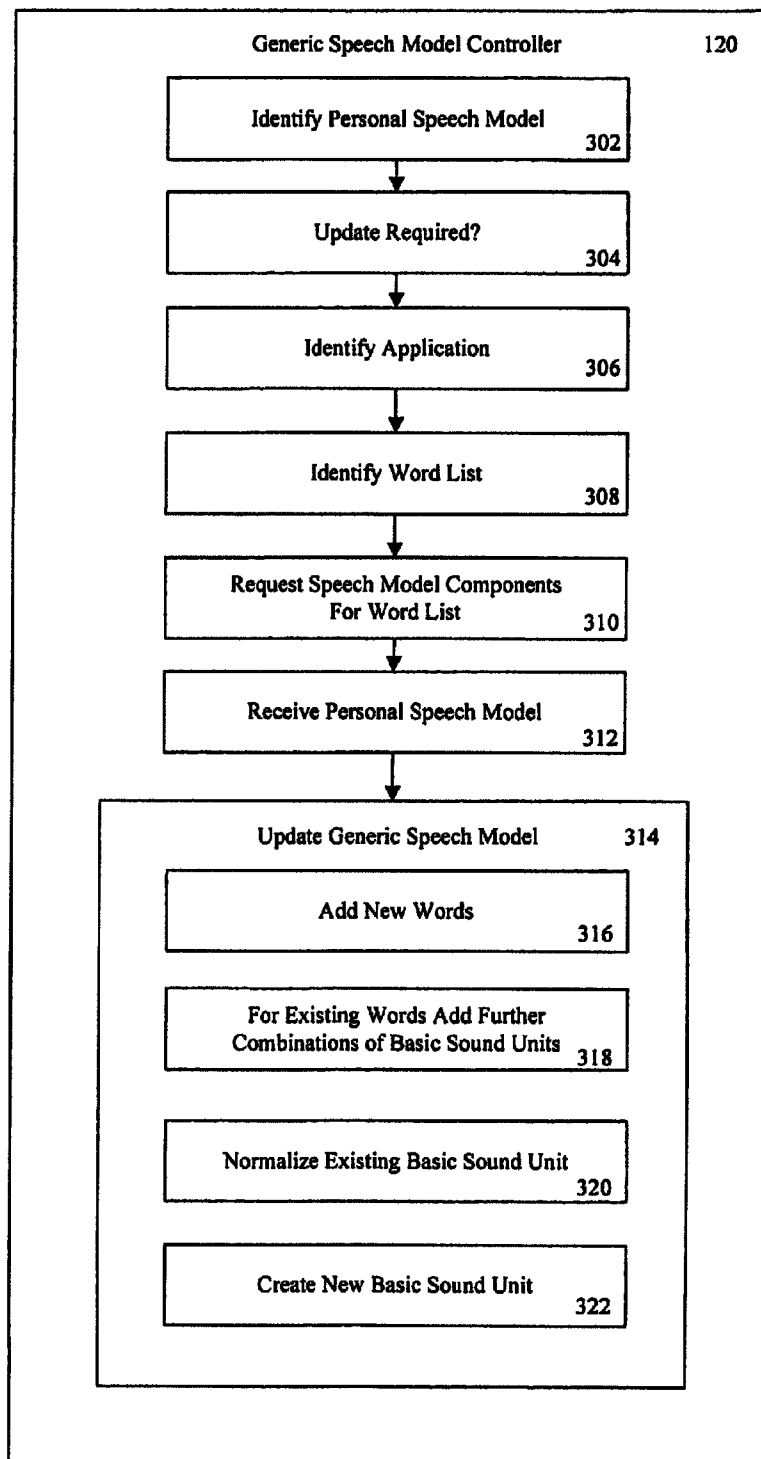 Generic Speech Model Controller 120
Identify Personal Speech Model
302
Update Required?
304
Identify Application
306
Identify Word List
308
Request Speech Model Components
For Word List
310
Receive Personal Speech Model
312
Update Generic Speech Model 314
Add New Words
316
For Existing Words Add Further
Combinations of Basic Sound Units
318
Normalize Existing Basic Sound Unit
320
Create New Basic Sound Unit
322